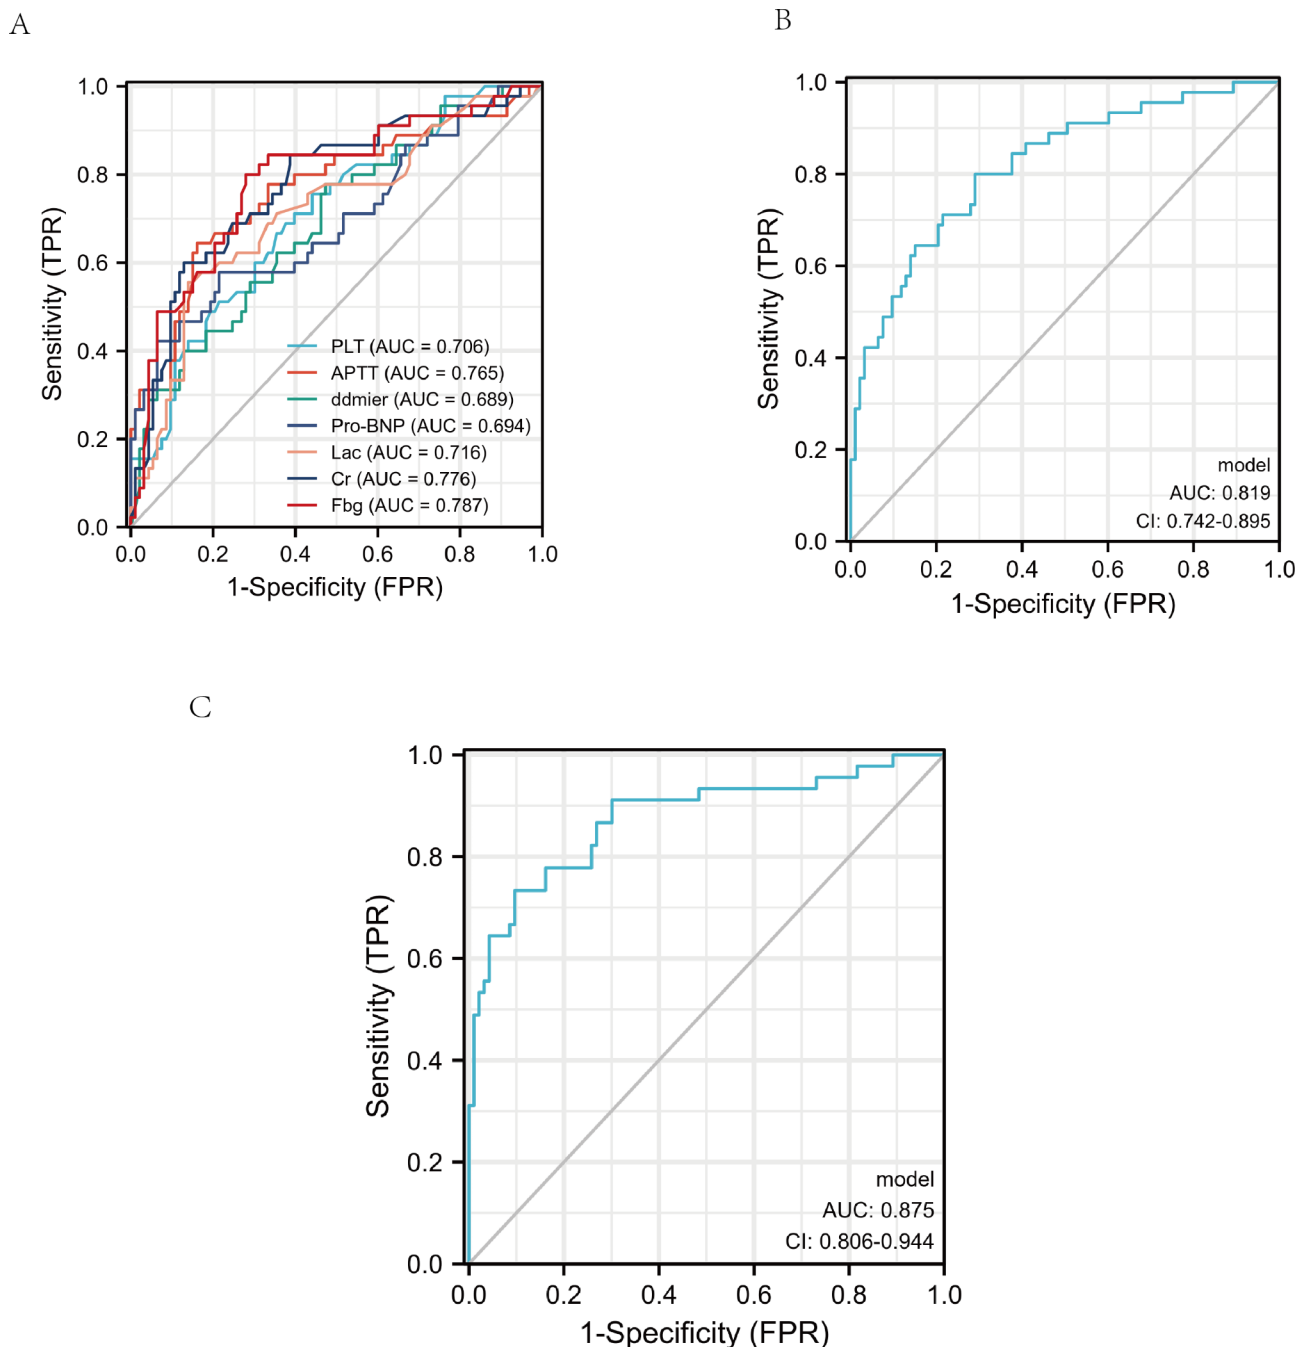 A
1.0
0.8
0.6
0.4
0.2
0.0
Sensitivity (TPR)
PLT (AUC = 0.706)
APTT (AUC = 0.765)
ddmier (AUC = 0.689)
Pro-BNP (AUC = 0.694)
Lac (AUC = 0.716)
Cr (AUC = 0.776)
Fbg (AUC = 0.787)
0.0 0.2 0.4 0.6 0.8 1.0
1-Specificity (FPR)
B
1.0
0.8
0.6
0.4
0.2
0.0
Sensitivity (TPR)
model
AUC: 0.819
CI: 0.742-0.895
0.0 0.2 0.4 0.6 0.8 1.0
1-Specificity (FPR)
C
1.0
0.8
0.6
0.4
0.2
0.0
Sensitivity (TPR)
model
AUC: 0.875
CI: 0.806-0.944
0.0 0.2 0.4 0.6 0.8 1.0
1-Specificity (FPR)